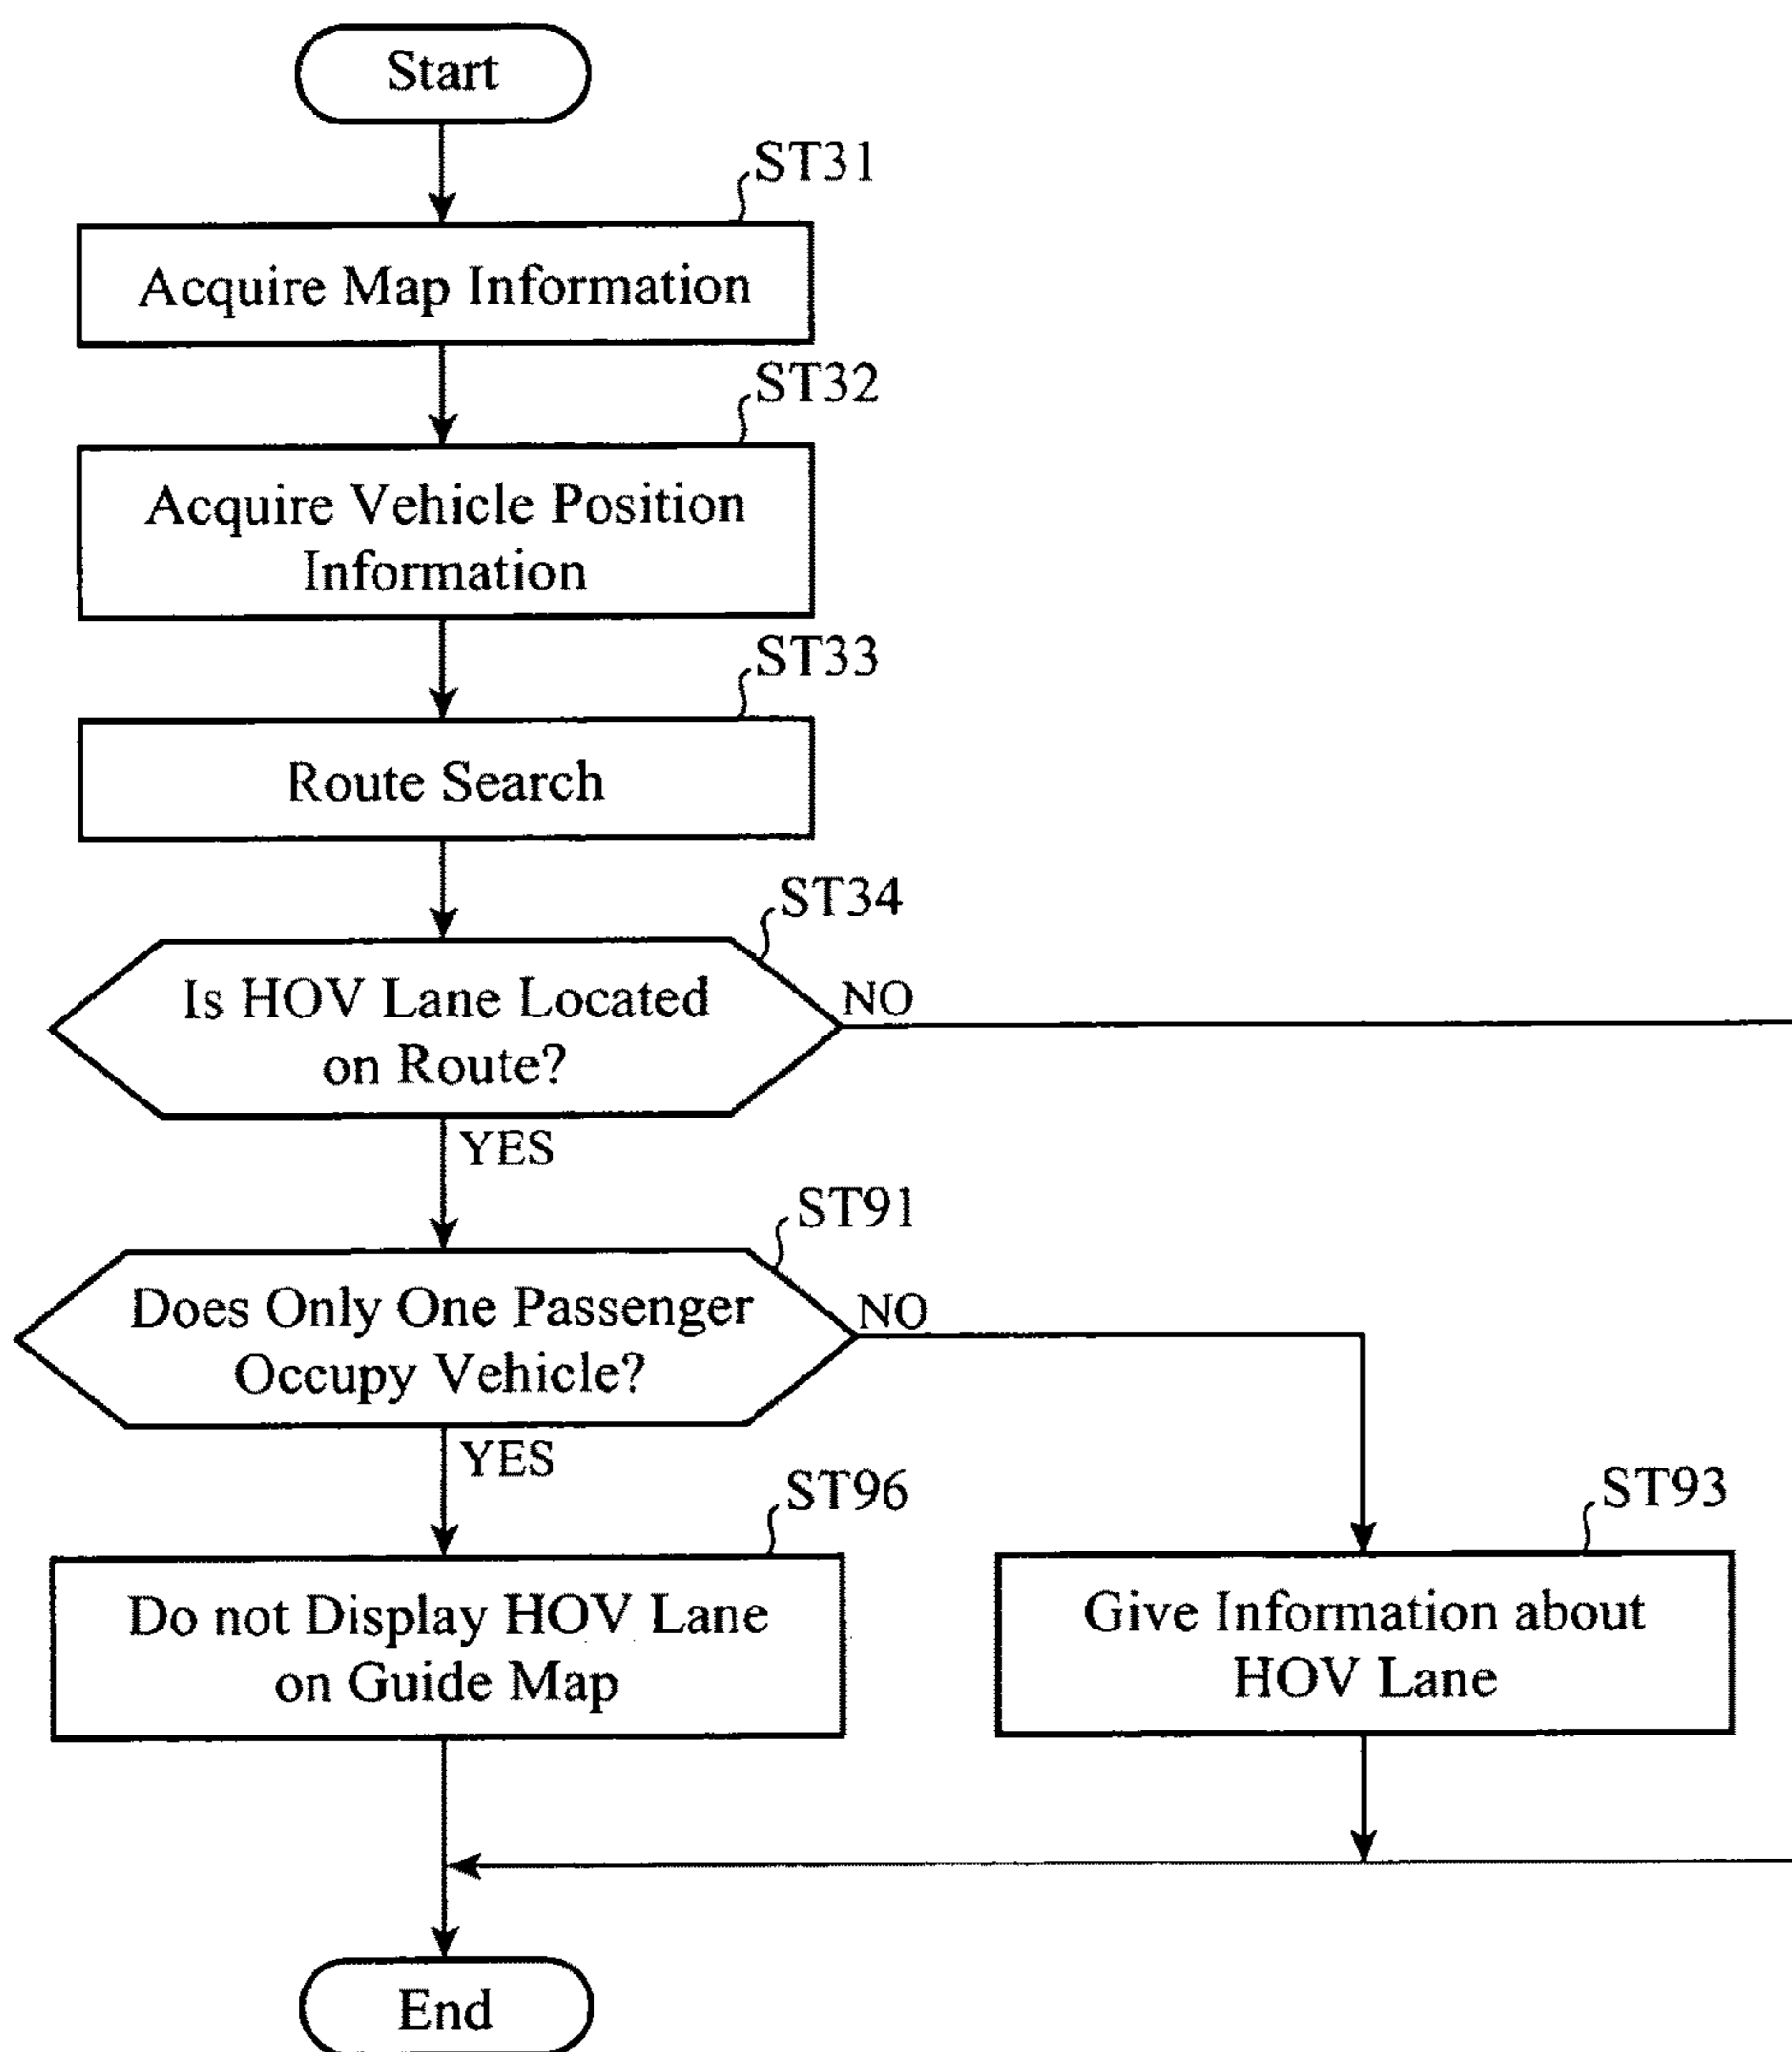 Start
ST31
Acquire Map Information
ST32
Acquire Vehicle Position
Information
ST33
Route Search
ST34
Is HOV Lane Located
on Route?
NO
YES
ST91
Does Only One Passenger
Occupy Vehicle?
NO
YES
ST96
Do not Display HOV Lane
on Guide Map
ST93
Give Information about
HOV Lane
End